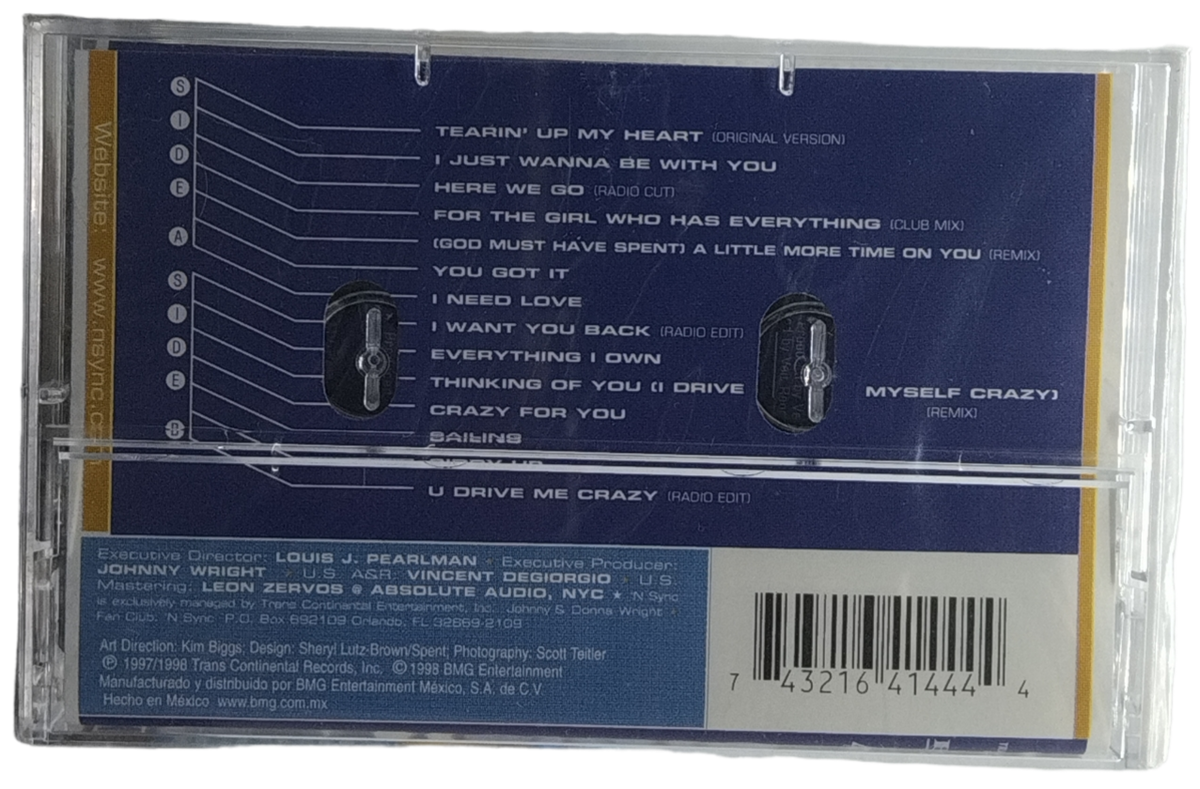 SIDE A
TEARIN' UP MY HEART (ORIGINAL VERSION)
I JUST WANNA BE WITH YOU
HERE WE GO (RADIO CUT)
FOR THE GIRL WHO HAS EVERYTHING (CLUB MIX)
(GOD MUST HAVE SPENT) A LITTLE MORE TIME ON YOU (REMIX)
YOU GOT IT
SIDE B
I NEED LOVE
I WANT YOU BACK (RADIO EDIT)
EVERYTHING I OWN
THINKING OF YOU (I DRIVE MYSELF CRAZY)
(REMIX)
CRAZY FOR YOU
SAILING
U DRIVE ME CRAZY (RADIO EDIT)
Website: www.nsync.c
Executive Director: LOUIS J. PEARLMAN * Executive Producer:
JOHNNY WRIGHT * U.S. A&R: VINCENT DEGIORGIO * U.S.
Mastering: LEON ZERVOS @ ABSOLUTE AUDIO, NYC ★ 'N Sync
is exclusively managed by Trans Continental Entertainment, Inc. Johnny & Donna Wright *
Fan Club: 'N Sync P.O. Box 692109 Orlando, FL 32869-2109
Art Direction: Kim Biggs; Design: Sheryl Lutz-Brown/Spent; Photography: Scott Teitler
℗ 1997/1998 Trans Continental Records, Inc. © 1998 BMG Entertainment
Manufacturado y distribuido por BMG Entertainment México, S.A. de C.V.
Hecho en México www.bmg.com.mx
7 43216 41444 4